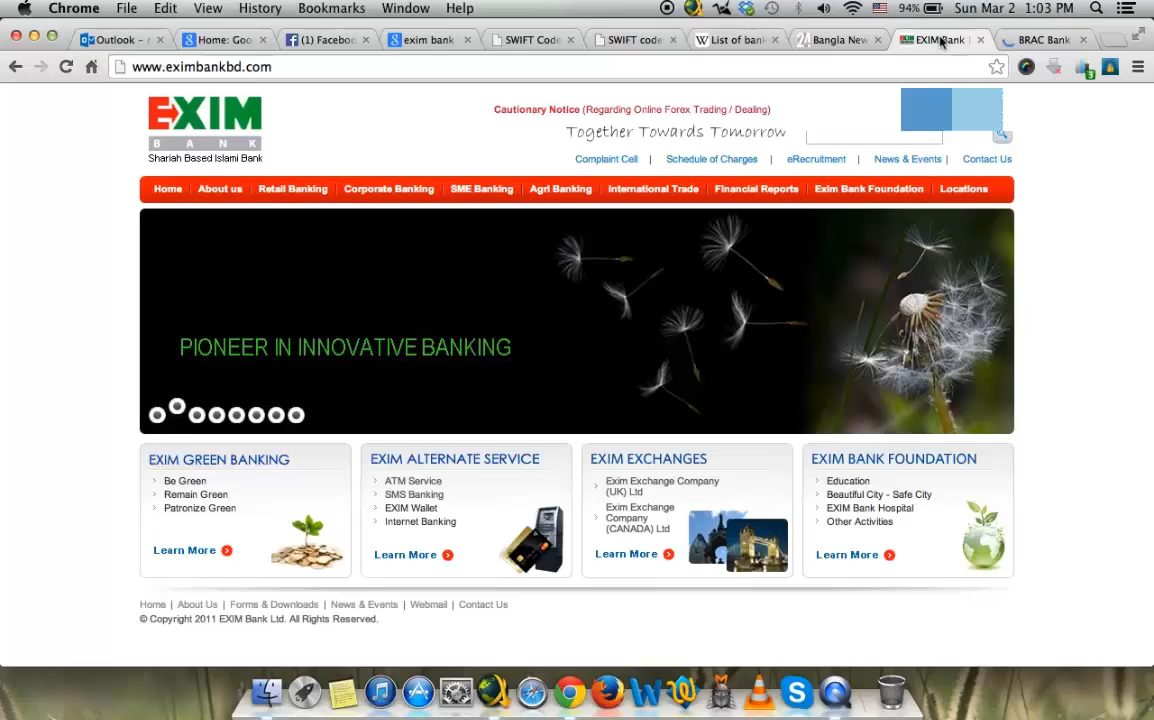 Chrome File Edit View History Bookmarks Window Help 94% Sun Mar 2 1:03 PM
Outlook – Home: Goo (1) Faceboo exim bank SWIFT Code SWIFT code List of bank Bangla New EXIM Bank BRAC Bank
www.eximbankbd.com
3
EXIM
BANK
Shariah Based Islami Bank
Cautionary Notice (Regarding Online Forex Trading / Dealing)
Together Towards Tomorrow
Complaint Cell | Schedule of Charges | eRecruitment | News & Events | Contact Us
Home About us Retail Banking Corporate Banking SME Banking Agri Banking International Trade Financial Reports Exim Bank Foundation Locations
PIONEER IN INNOVATIVE BANKING
EXIM GREEN BANKING
Be Green
Remain Green
Patronize Green
Learn More
EXIM ALTERNATE SERVICE
ATM Service
SMS Banking
EXIM Wallet
Internet Banking
Learn More
EXIM EXCHANGES
Exim Exchange Company
(UK) Ltd
Exim Exchange
Company
(CANADA) Ltd
Learn More
EXIM BANK FOUNDATION
Education
Beautiful City - Safe City
EXIM Bank Hospital
Other Activities
Learn More
Home | About Us | Forms & Downloads | News & Events | Webmail | Contact Us
© Copyright 2011 EXIM Bank Ltd. All Rights Reserved.